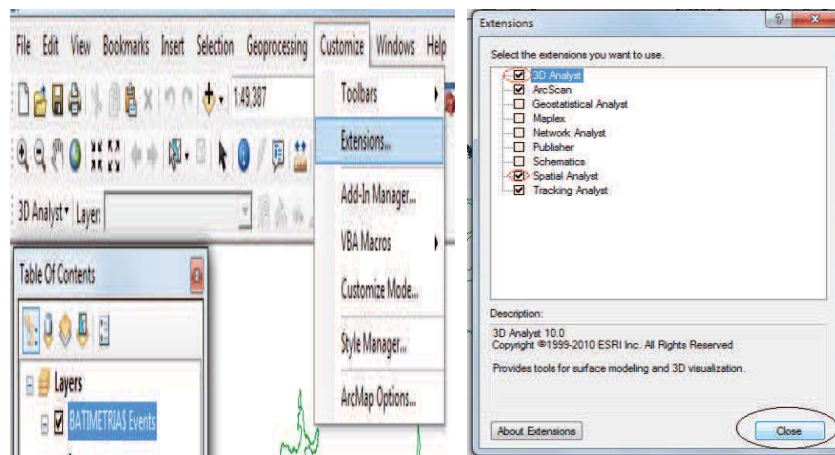 File Edit View Bookmarks Insert Selection Geoprocessing Customize Windows Help
1:49,387
Toolbars
Extensions...
Add-In Manager...
VBA Macros
Customize Mode...
Style Manager...
ArcMap Options...
3D Analyst Layer:
Table Of Contents
Layers
BATIMETRIAS Events
Extensions
Select the extensions you want to use.
3D Analyst
ArcScan
Geostatistical Analyst
Maplex
Network Analyst
Publisher
Schematics
Spatial Analyst
Tracking Analyst
Description:
3D Analyst 10.0
Copyright ©1999-2010 ESRI Inc. All Rights Reserved
Provides tools for surface modeling and 3D visualization.
About Extensions
Close